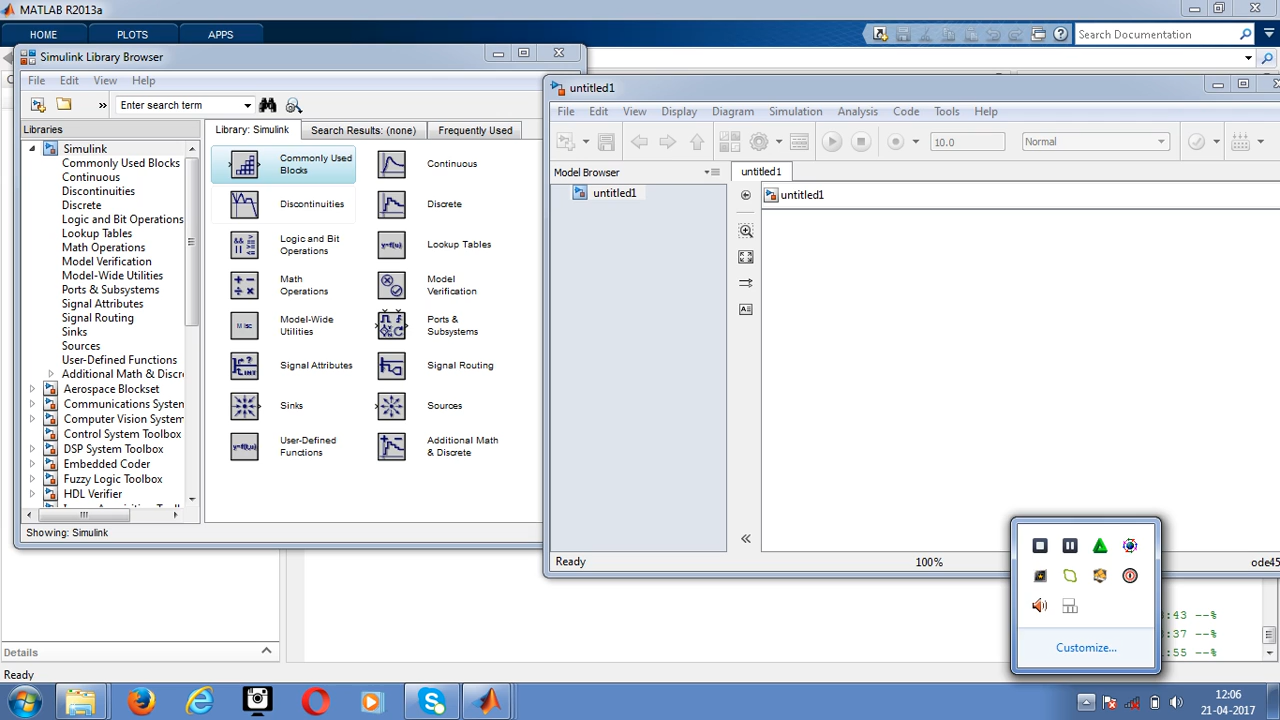 MATLAB R2013a
HOME
PLOTS
APPS
Search Documentation
Simulink Library Browser
File Edit View Help
Enter search term
Libraries
Library: Simulink
Search Results: (none)
Frequently Used
Simulink
Commonly Used Blocks
Continuous
Discontinuities
Discrete
Logic and Bit Operations
Lookup Tables
Math Operations
Model Verification
Model-Wide Utilities
Ports & Subsystems
Signal Attributes
Signal Routing
Sinks
Sources
User-Defined Functions
Additional Math & Discre
Aerospace Blockset
Communications System
Computer Vision System
Control System Toolbox
DSP System Toolbox
Embedded Coder
Fuzzy Logic Toolbox
HDL Verifier
Commonly Used
Blocks
Continuous
Discontinuities
Discrete
Logic and Bit
Operations
Lookup Tables
Math
Operations
Model
Verification
Model-Wide
Utilities
Ports &
Subsystems
Signal Attributes
Signal Routing
Sinks
Sources
User-Defined
Functions
Additional Math
& Discrete
Showing: Simulink
untitled1
File Edit View Display Diagram Simulation Analysis Code Tools Help
10.0
Normal
Model Browser
untitled1
untitled1
untitled1
Ready
100%
ode45
:43 --%
:37 --%
:55 --%
Customize...
Details
Ready
12:06
21-04-2017